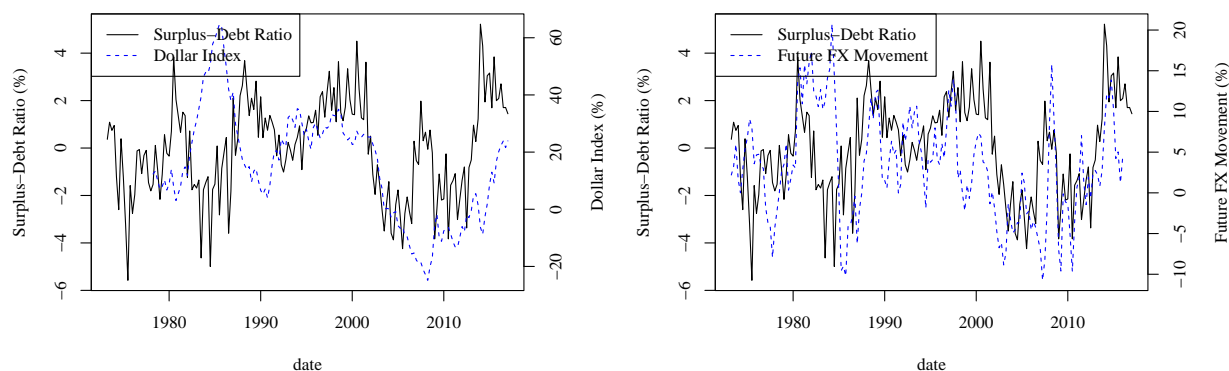 Surplus−Debt Ratio
Dollar Index
Surplus−Debt Ratio (%)
4
2
0
−2
−4
−6
Dollar Index (%)
60
40
20
0
−20
1980 1990 2000 2010
date
Surplus−Debt Ratio
Future FX Movement
Surplus−Debt Ratio (%)
4
2
0
−2
−4
−6
Future FX Movement (%)
20
15
10
5
0
−5
−10
1980 1990 2000 2010
date